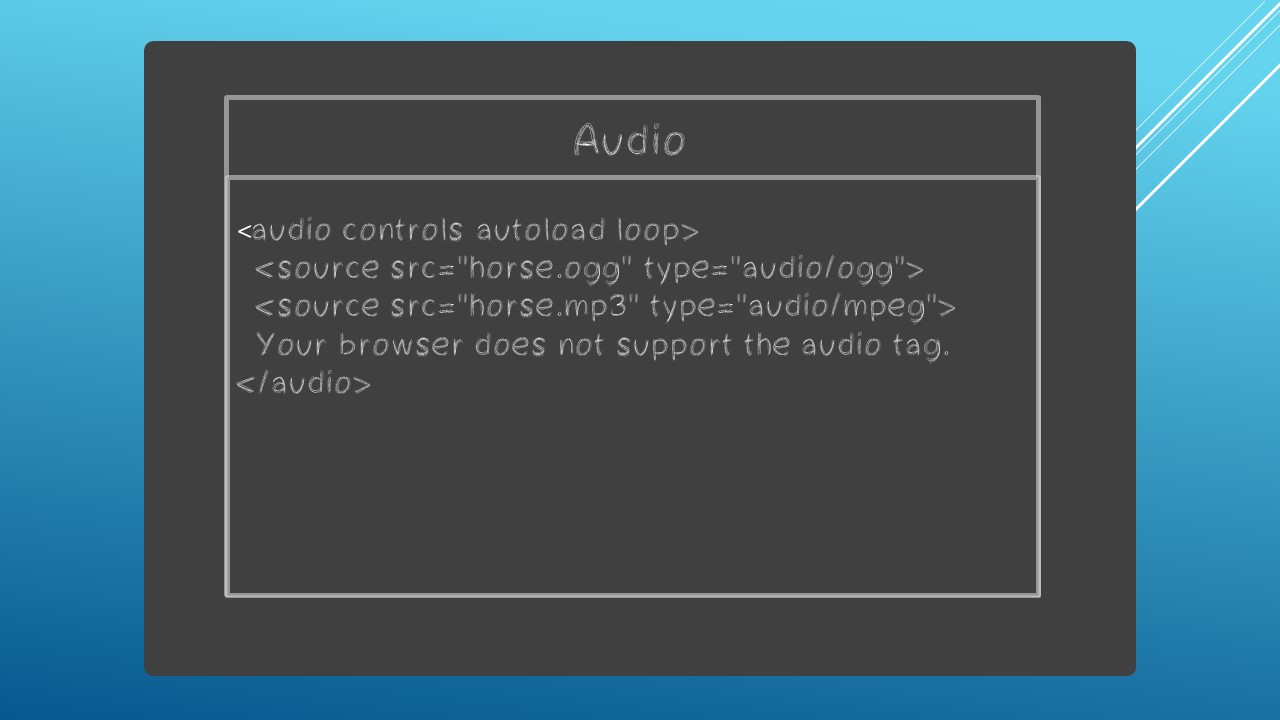 Audio
<audio controls autoload loop>
<source src="horse.ogg" type="audio/ogg">
<source src="horse.mp3" type="audio/mpeg">
Your browser does not support the audio tag.
</audio>